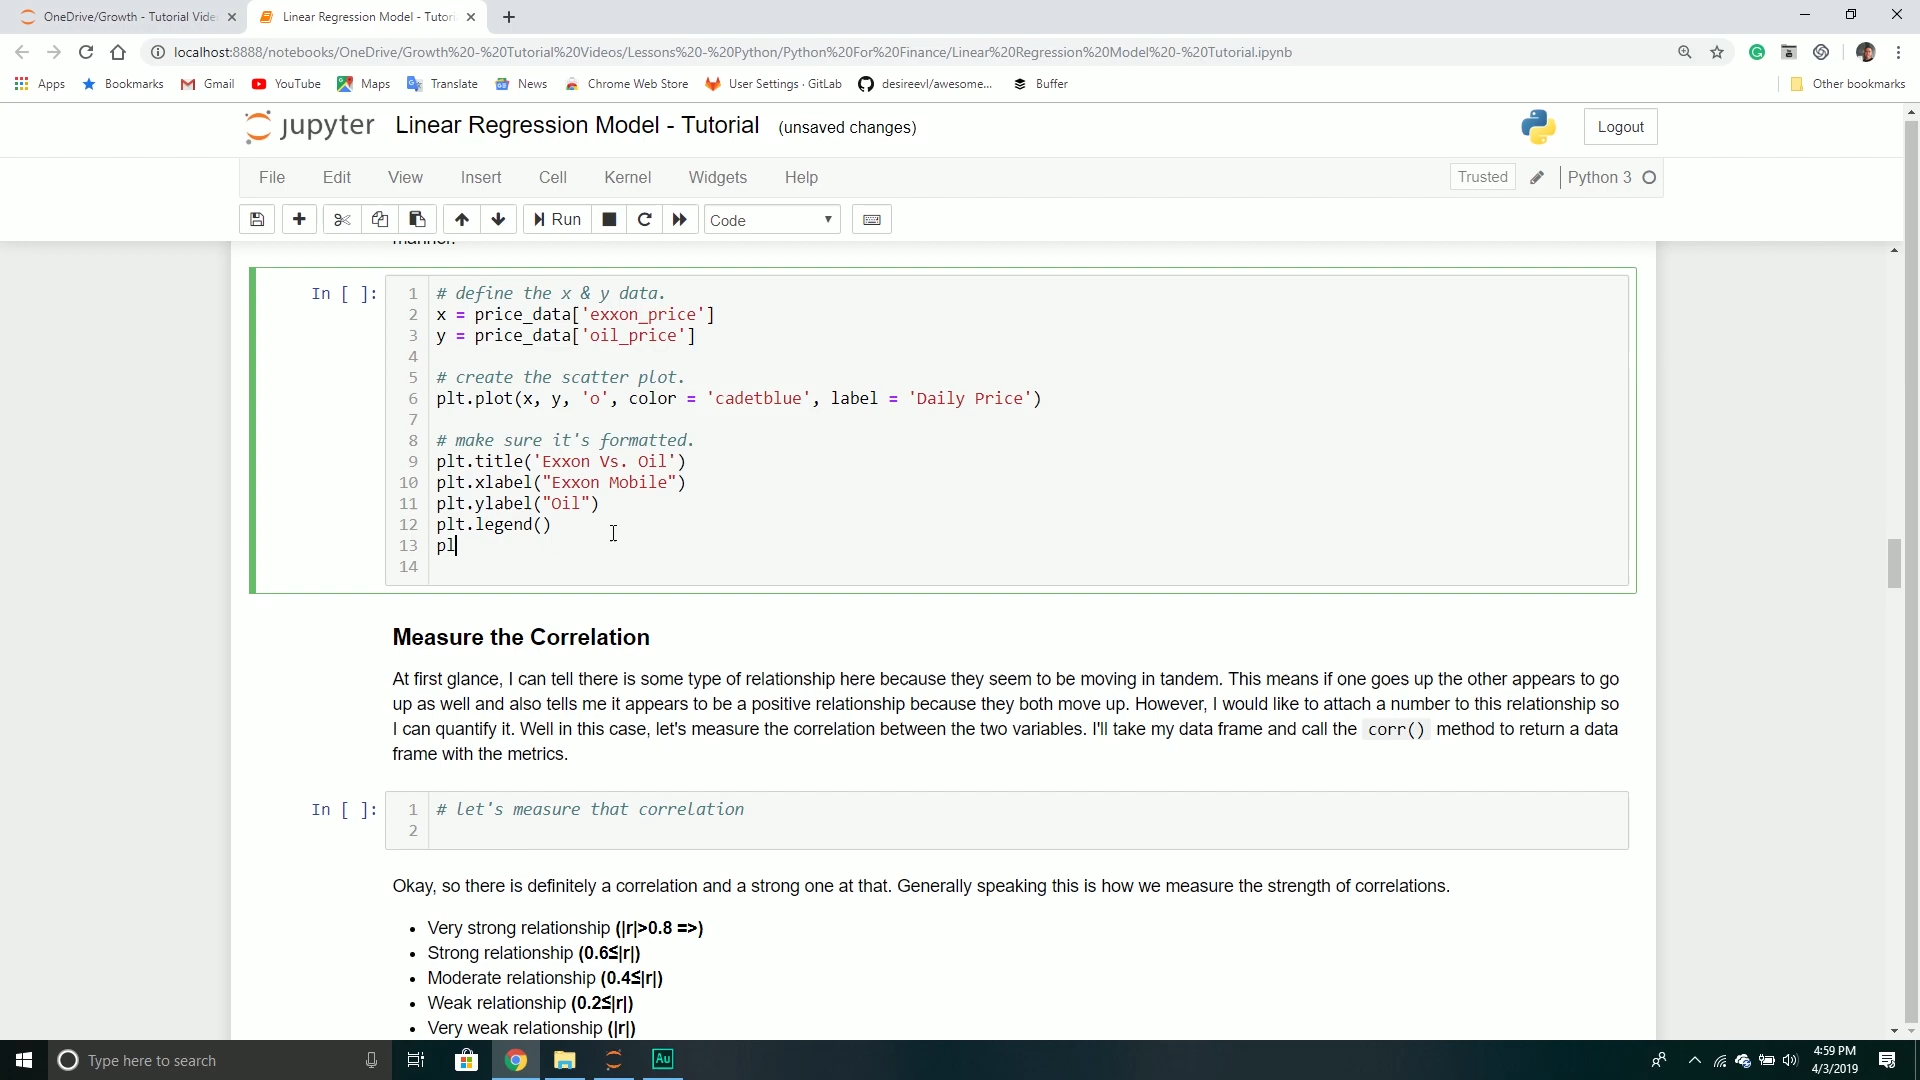 OneDrive/Growth - Tutorial Vide
Linear Regression Model - Tutori
localhost:8888/notebooks/OneDrive/Growth%20-%20Tutorial%20Videos/Lessons%20-%20Python/Python%20For%20Finance/Linear%20Regression%20Model%20-%20Tutorial.ipynb
Apps Bookmarks Gmail YouTube Maps Translate News Chrome Web Store User Settings · GitLab desireevl/awesome... Buffer Other bookmarks
jupyter Linear Regression Model - Tutorial (unsaved changes) Logout
File Edit View Insert Cell Kernel Widgets Help Trusted Python 3
Run Code
manner.
In [ ]: 1 # define the x & y data.
2 x = price_data['exxon_price']
3 y = price_data['oil_price']
4
5 # create the scatter plot.
6 plt.plot(x, y, 'o', color = 'cadetblue', label = 'Daily Price')
7
8 # make sure it's formatted.
9 plt.title('Exxon Vs. Oil')
10 plt.xlabel("Exxon Mobile")
11 plt.ylabel("Oil")
12 plt.legend()
13 pl
14
Measure the Correlation
At first glance, I can tell there is some type of relationship here because they seem to be moving in tandem. This means if one goes up the other appears to go
up as well and also tells me it appears to be a positive relationship because they both move up. However, I would like to attach a number to this relationship so
I can quantify it. Well in this case, let's measure the correlation between the two variables. I'll take my data frame and call the corr() method to return a data
frame with the metrics.
In [ ]: 1 # let's measure that correlation
2
Okay, so there is definitely a correlation and a strong one at that. Generally speaking this is how we measure the strength of correlations.
• Very strong relationship (|r|>0.8 =>)
• Strong relationship (0.6≤|r|)
• Moderate relationship (0.4≤|r|)
• Weak relationship (0.2≤|r|)
• Very weak relationship (|r|)
Type here to search
Au
4:59 PM
4/3/2019